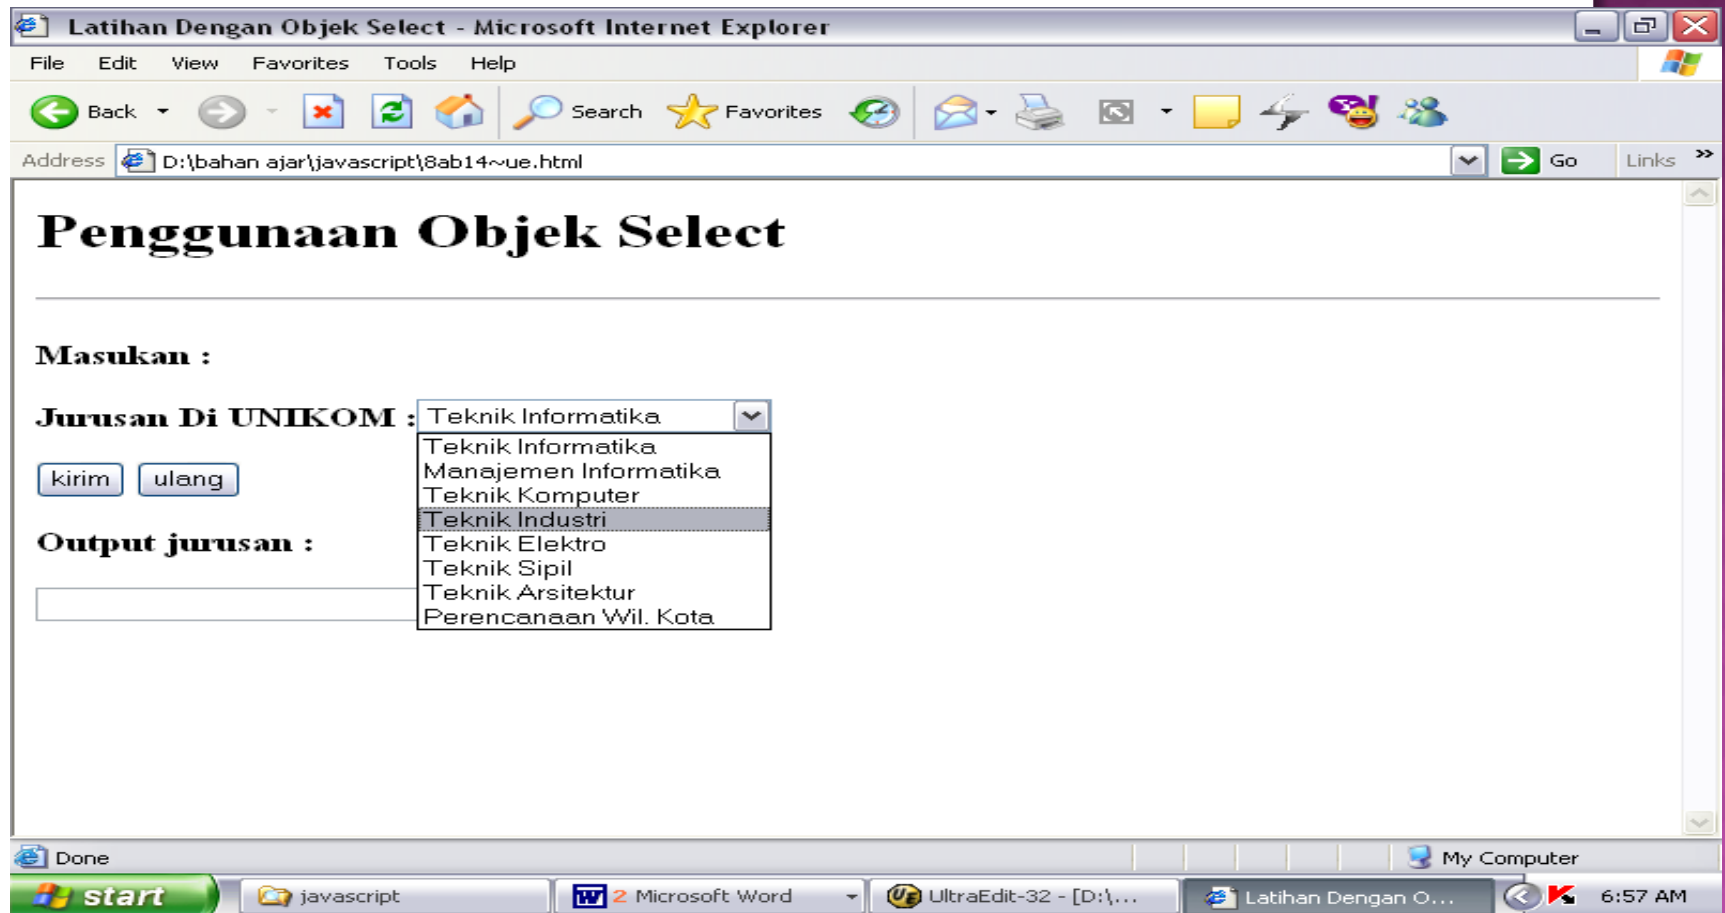 Latihan Dengan Objek Select - Microsoft Internet Explorer
File Edit View Favorites Tools Help
Back Search Favorites
Address D:\bahan ajar\javascript\8ab14~ue.html Go Links »
Penggunaan Objek Select
Masukan :
Jurusan Di UNIKOM : Teknik Informatika
Teknik Informatika
Manajemen Informatika
Teknik Komputer
Teknik Industri
Teknik Elektro
Teknik Sipil
Teknik Arsitektur
Perencanaan Wil. Kota
kirim ulang
Output jurusan :
Done My Computer
start javascript 2 Microsoft Word UltraEdit-32 - [D:\... Latihan Dengan O... 6:57 AM